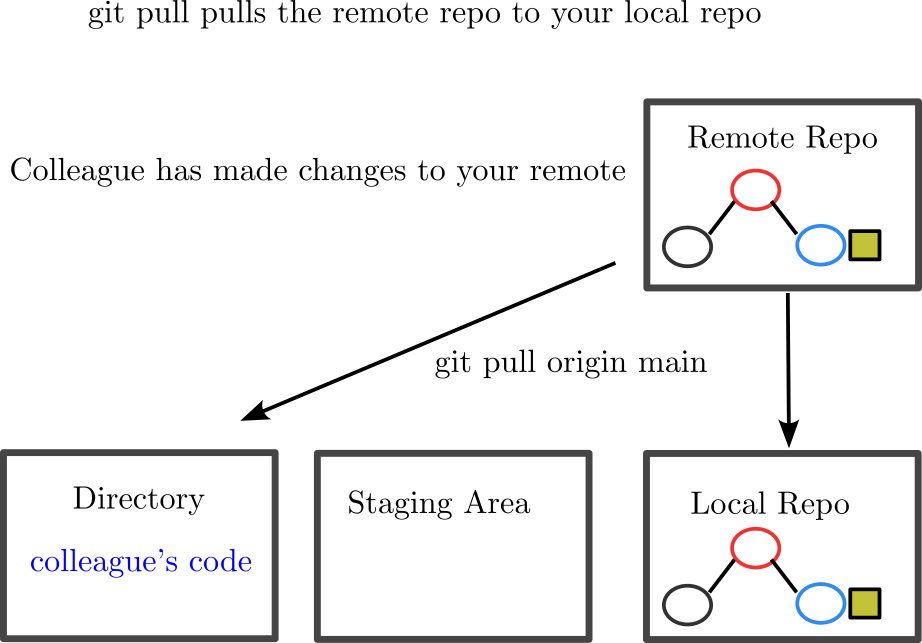 git pull pulls the remote repo to your local repo
Remote Repo
Colleague has made changes to your remote
git pull origin main
Directory
colleague's code
Staging Area
Local Repo